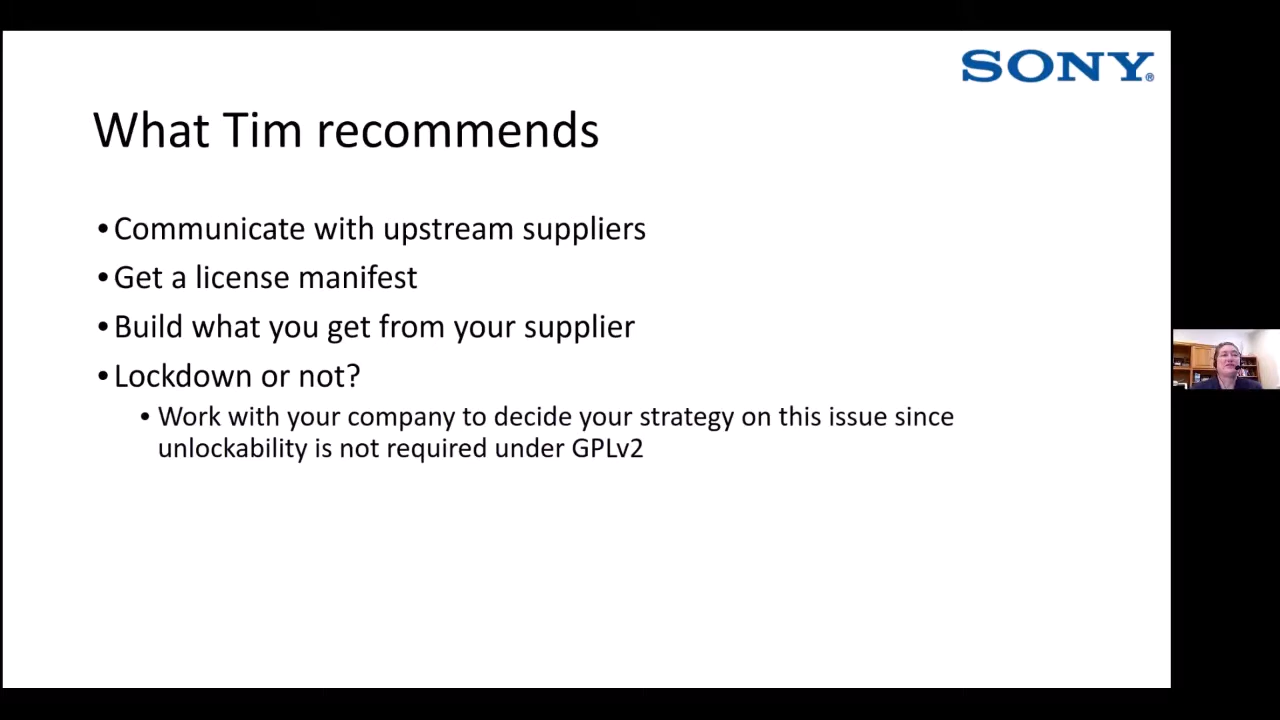 SONY®
What Tim recommends
• Communicate with upstream suppliers
• Get a license manifest
• Build what you get from your supplier
• Lockdown or not?
• Work with your company to decide your strategy on this issue since
unlockability is not required under GPLv2